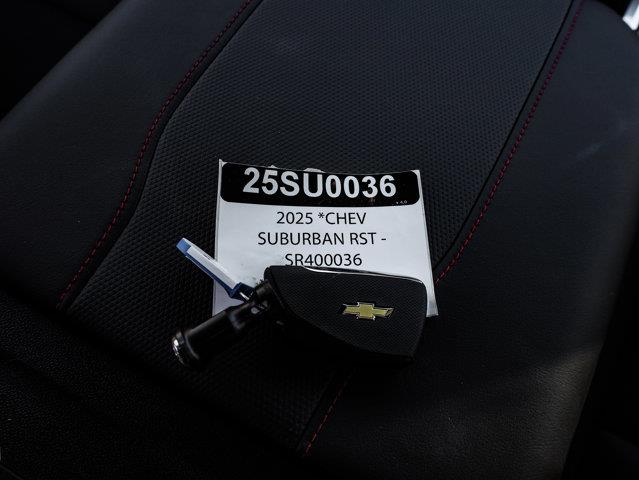 25SU0036
2025 *CHEV
SUBURBAN RST -
SR400036